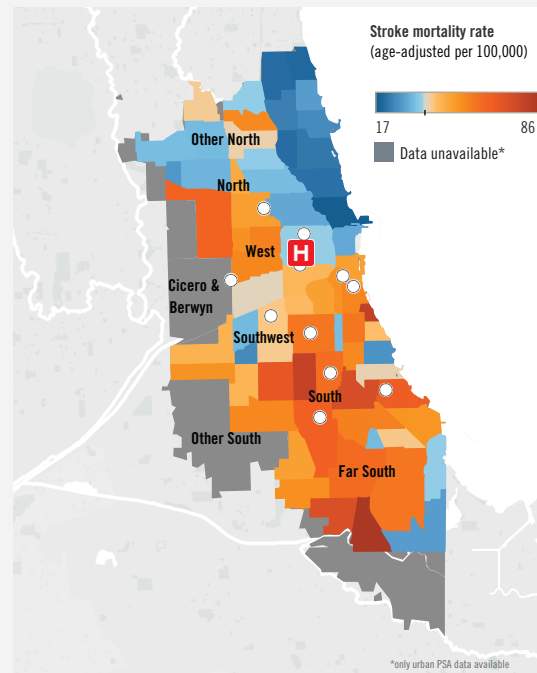 Stroke mortality rate
(age-adjusted per 100,000)
17 86
Data unavailable*
Other North
North
West
H
Cicero &
Berwyn
Southwest
South
Other South
Far South
*only urban PSA data available